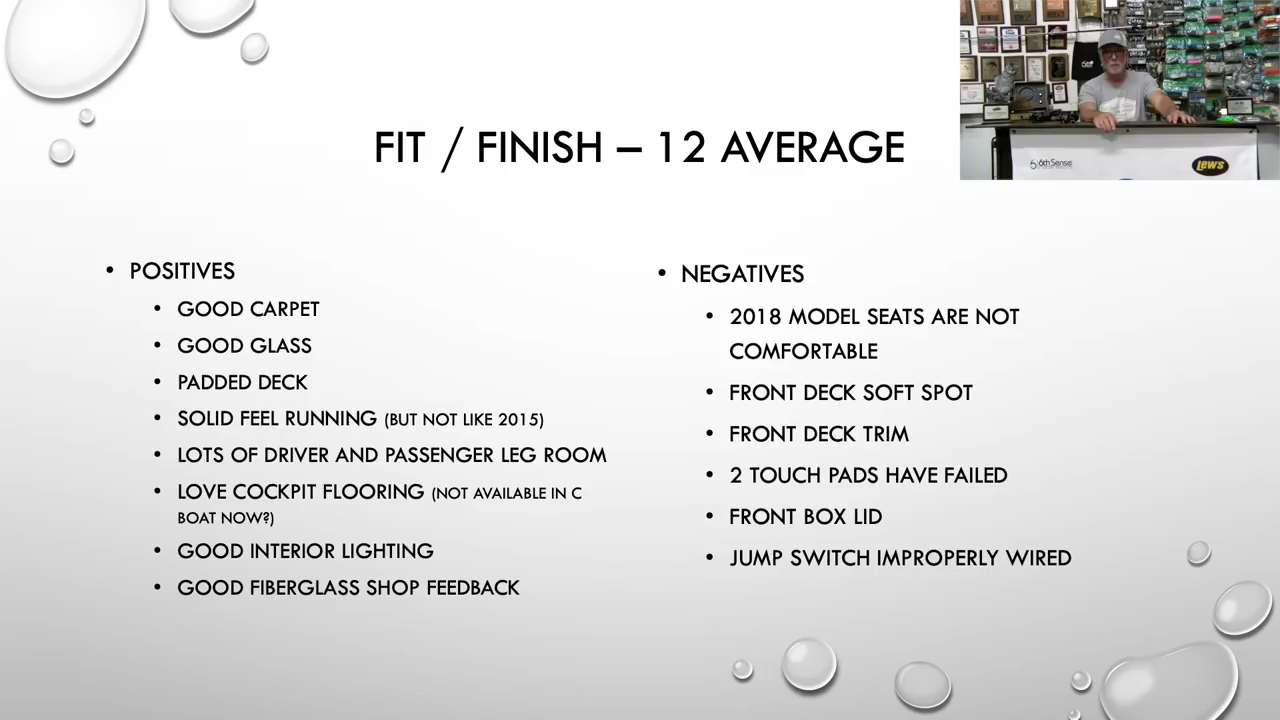 FIT / FINISH – 12 AVERAGE
• POSITIVES
• GOOD CARPET
• GOOD GLASS
• PADDED DECK
• SOLID FEEL RUNNING (BUT NOT LIKE 2015)
• LOTS OF DRIVER AND PASSENGER LEG ROOM
• LOVE COCKPIT FLOORING (NOT AVAILABLE IN C
BOAT NOW?)
• GOOD INTERIOR LIGHTING
• GOOD FIBERGLASS SHOP FEEDBACK
• NEGATIVES
• 2018 MODEL SEATS ARE NOT
COMFORTABLE
• FRONT DECK SOFT SPOT
• FRONT DECK TRIM
• 2 TOUCH PADS HAVE FAILED
• FRONT BOX LID
• JUMP SWITCH IMPROPERLY WIRED
6th Sense
Lew's